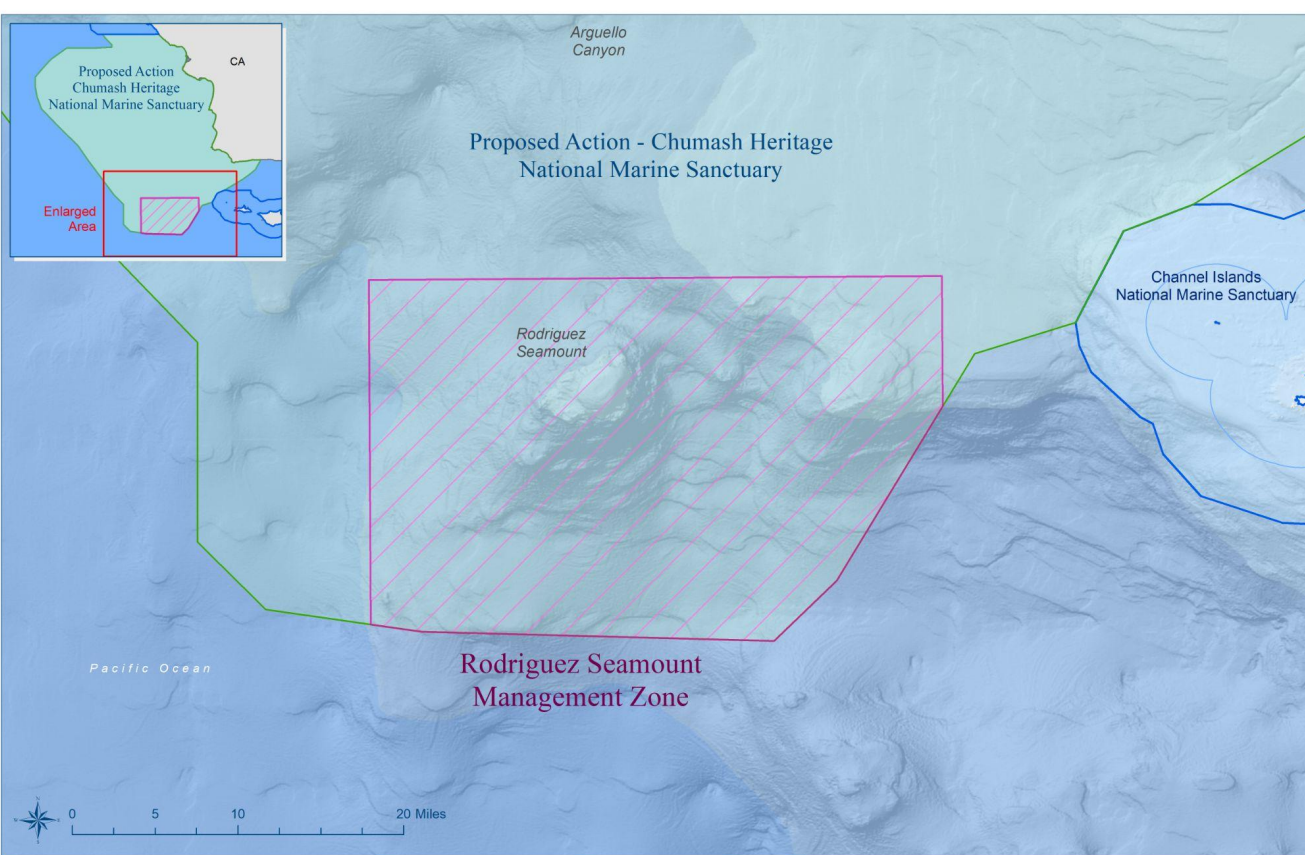 Arguello
Canyon
Proposed Action
Chumash Heritage
National Marine Sanctuary
CA
Enlarged
Area
Proposed Action - Chumash Heritage
National Marine Sanctuary
Channel Islands
National Marine Sanctuary
Rodriguez
Seamount
Pacific Ocean
Rodriguez Seamount
Management Zone
0 5 10 20 Miles